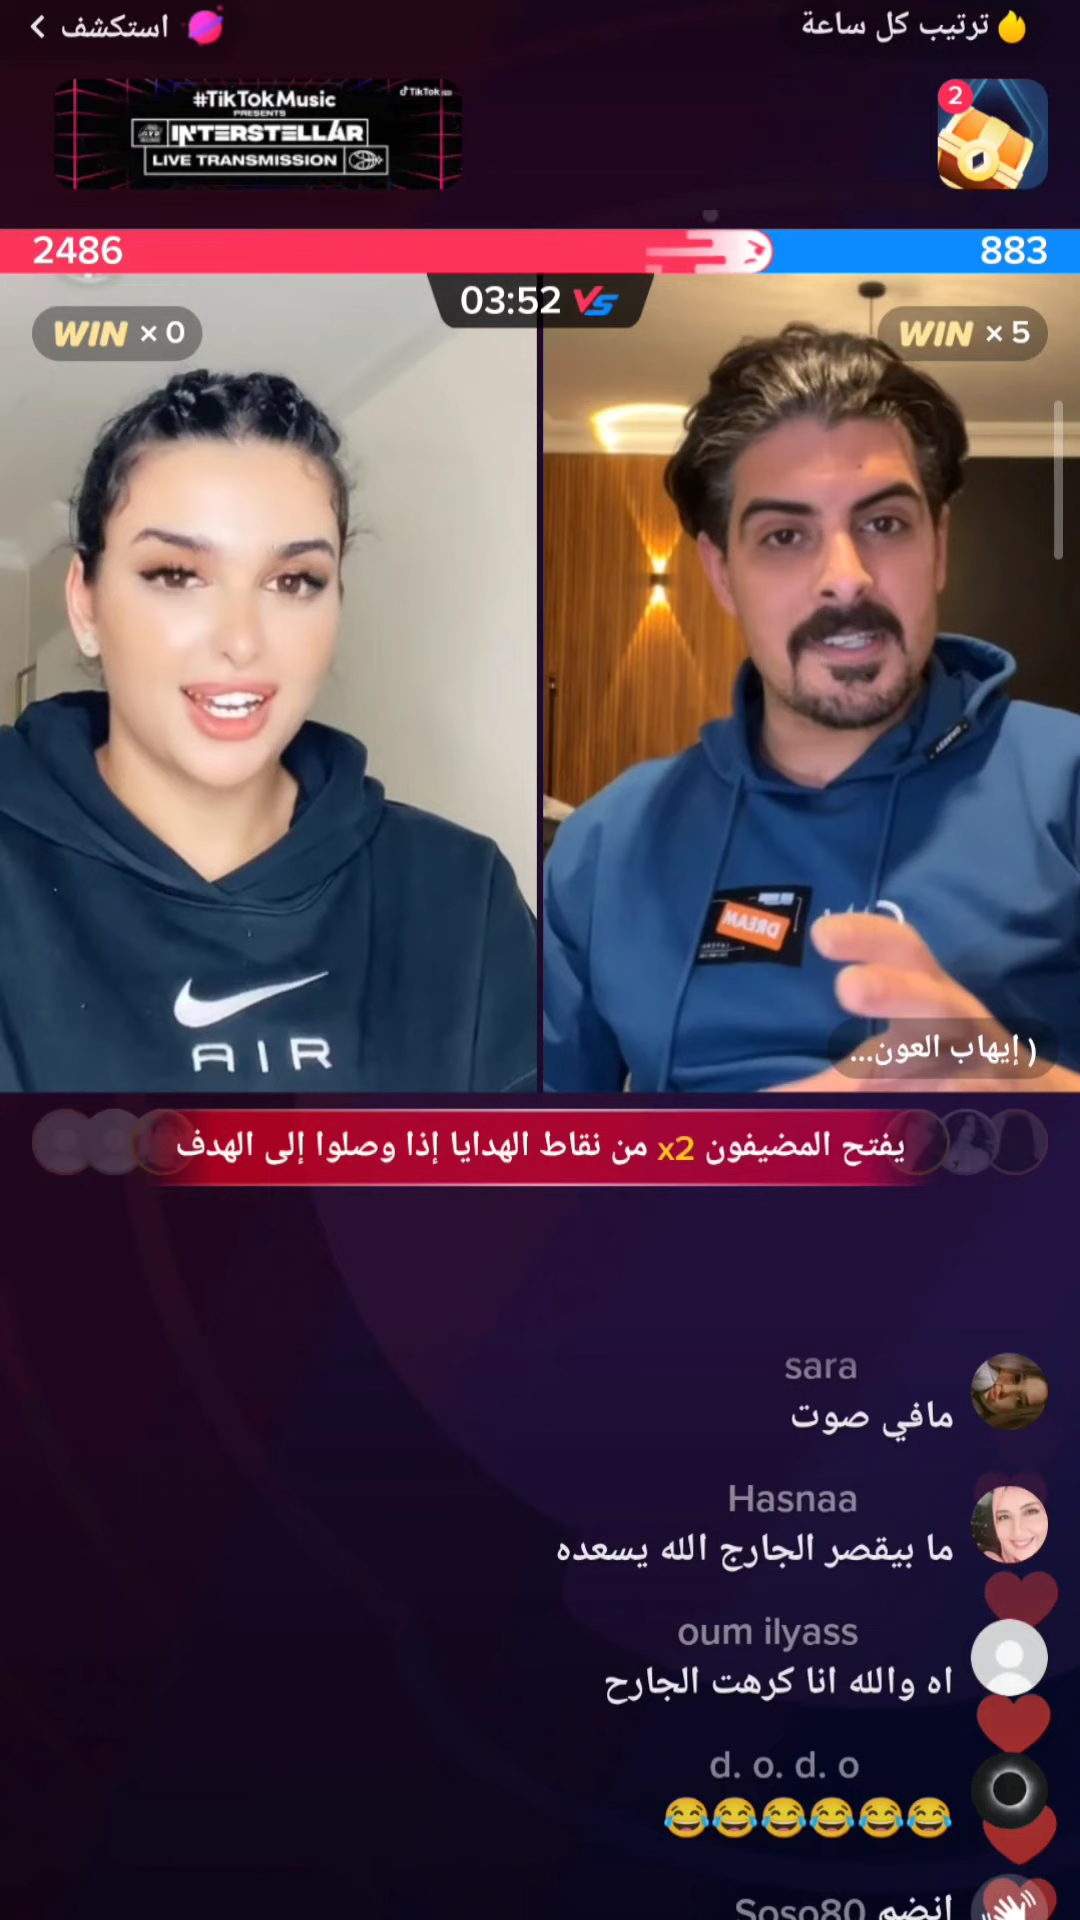 ترتيب كل ساعة
استكشف
#TikTokMusic
TikTok
PRESENTS
INTERSTELLAR
LIVE TRANSMISSION
2
2486
883
03:52 VS
WIN × 0
WIN × 5
DREAM
AIR
) إيهاب العون...
يفتح المضيفون x2 من نقاط الهدايا إذا وصلوا إلى الهدف
sara
مافي صوت
Hasnaa
ما بيقصر الجارج الله يسعده
oum ilyass
اه والله انا كرهت الجارح
d. o. d. o
😂😂😂😂😂😂
انضم Soso80